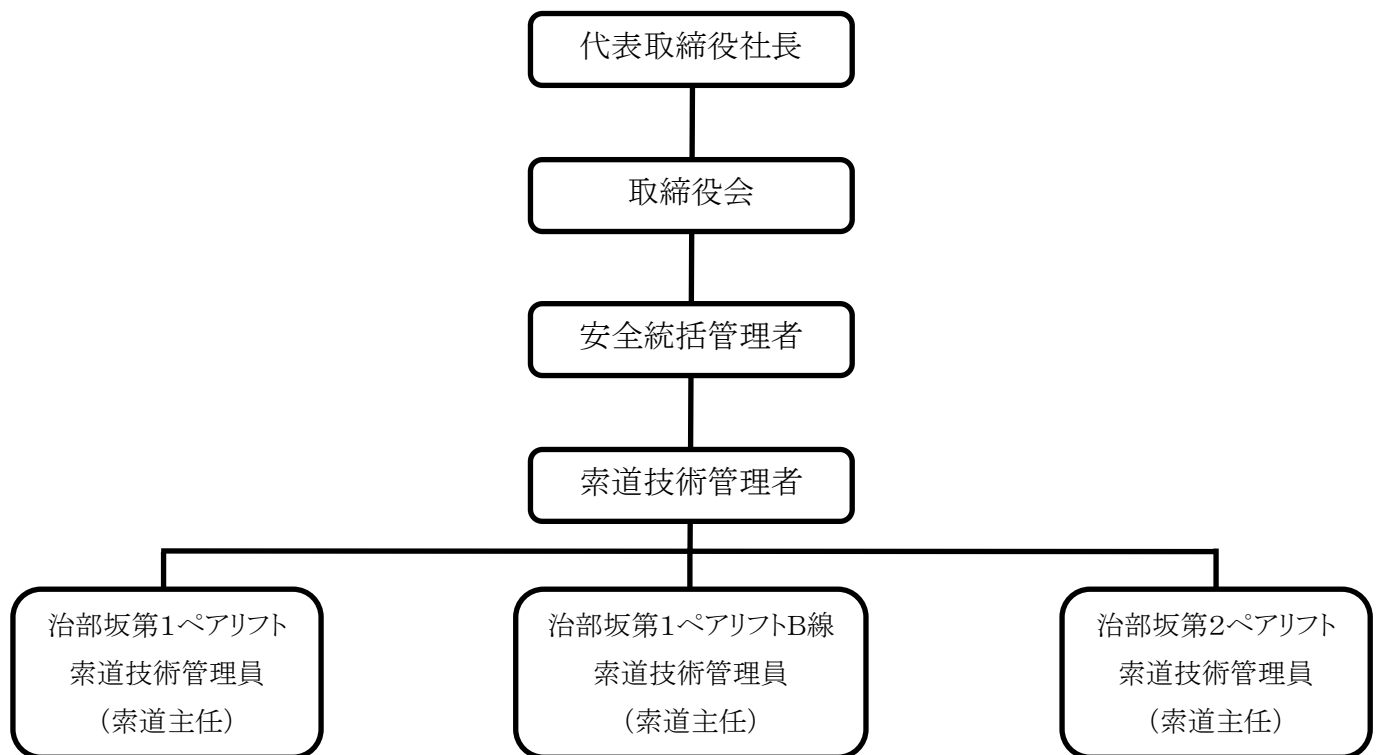 代表取締役社長
取締役会
安全統括管理者
索道技術管理者
治部坂第1ペアリフト
索道技術管理員
(索道主任)
治部坂第1ペアリフトB線
索道技術管理員
(索道主任)
治部坂第2ペアリフト
索道技術管理員
(索道主任)